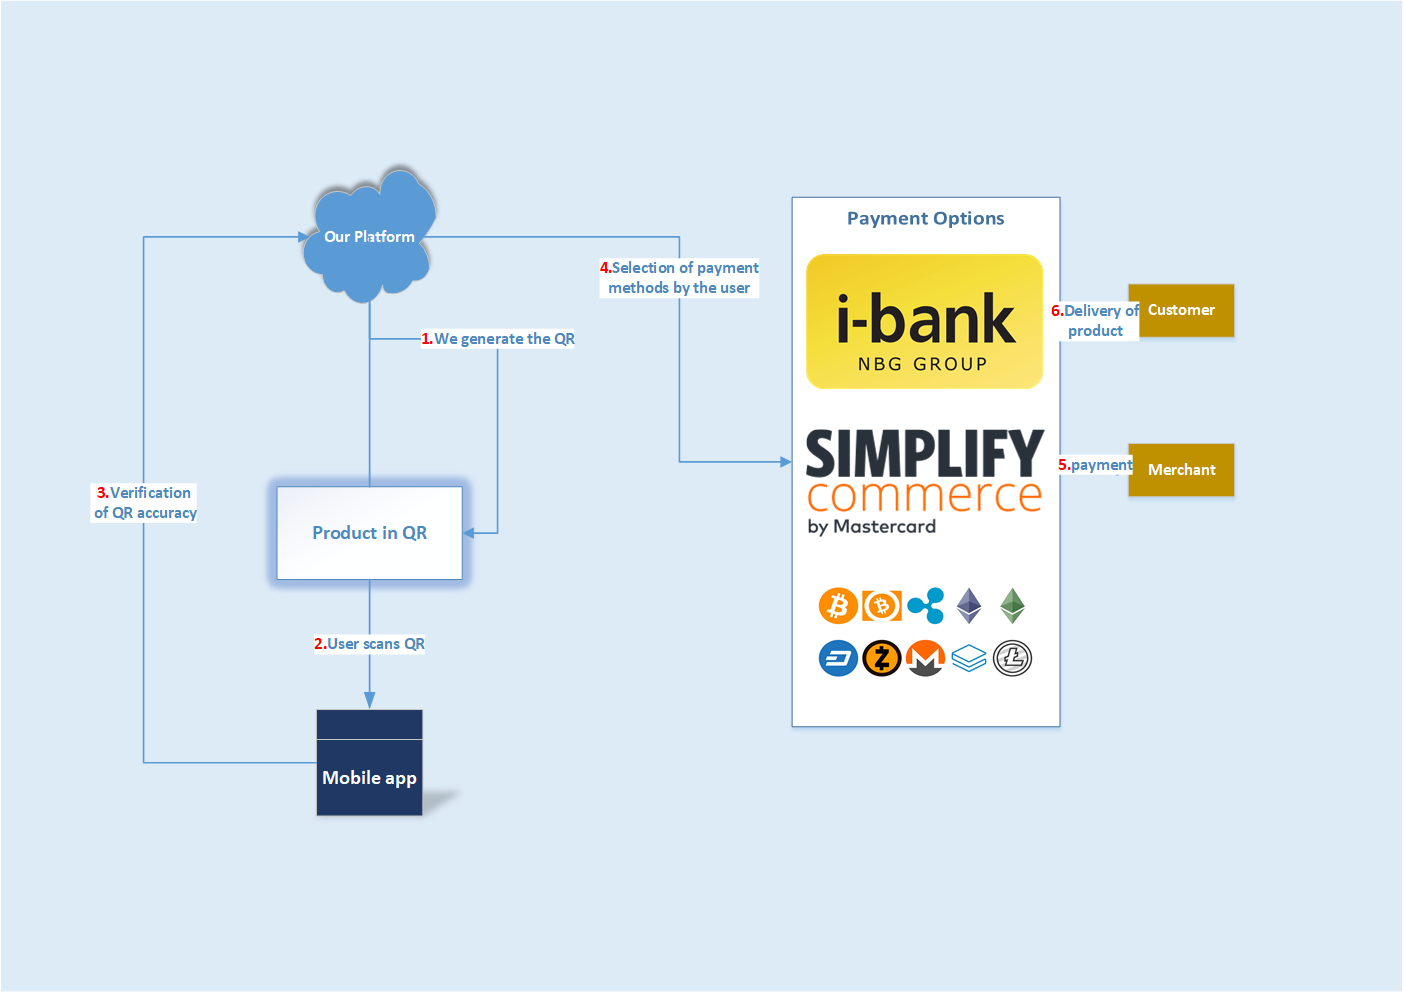 Our Platform
1.We generate the QR
Product in QR
2.User scans QR
Mobile app
3.Verification
of QR accuracy
4.Selection of payment
methods by the user
Payment Options
i-bank
NBG GROUP
SIMPLIFY
commerce
by Mastercard
5.payment
Merchant
6.Delivery of
product
Customer